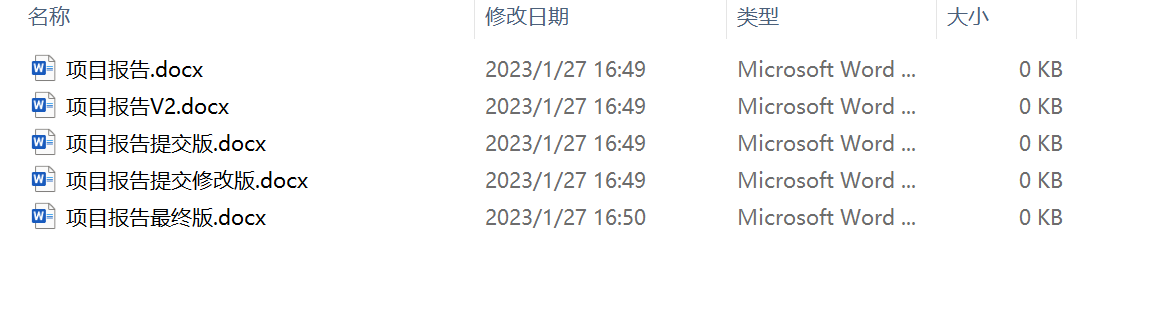 名称 修改日期 类型 大小
项目报告.docx 2023/1/27 16:49 Microsoft Word ... 0 KB
项目报告V2.docx 2023/1/27 16:49 Microsoft Word ... 0 KB
项目报告提交版.docx 2023/1/27 16:49 Microsoft Word ... 0 KB
项目报告提交修改版.docx 2023/1/27 16:49 Microsoft Word ... 0 KB
项目报告最终版.docx 2023/1/27 16:50 Microsoft Word ... 0 KB